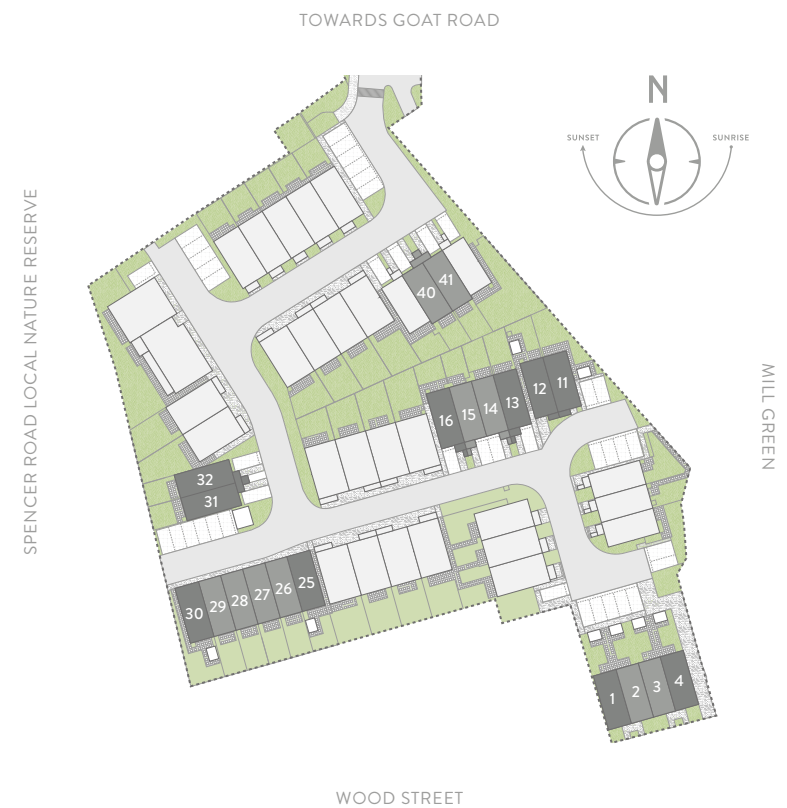 TOWARDS GOAT ROAD
N
SUNSET
SUNRISE
SPENCER ROAD LOCAL NATURE RESERVE
MILL GREEN
40
41
16
15
14
13
12
11
32
31
30
29
28
27
26
25
1
2
3
4
WOOD STREET